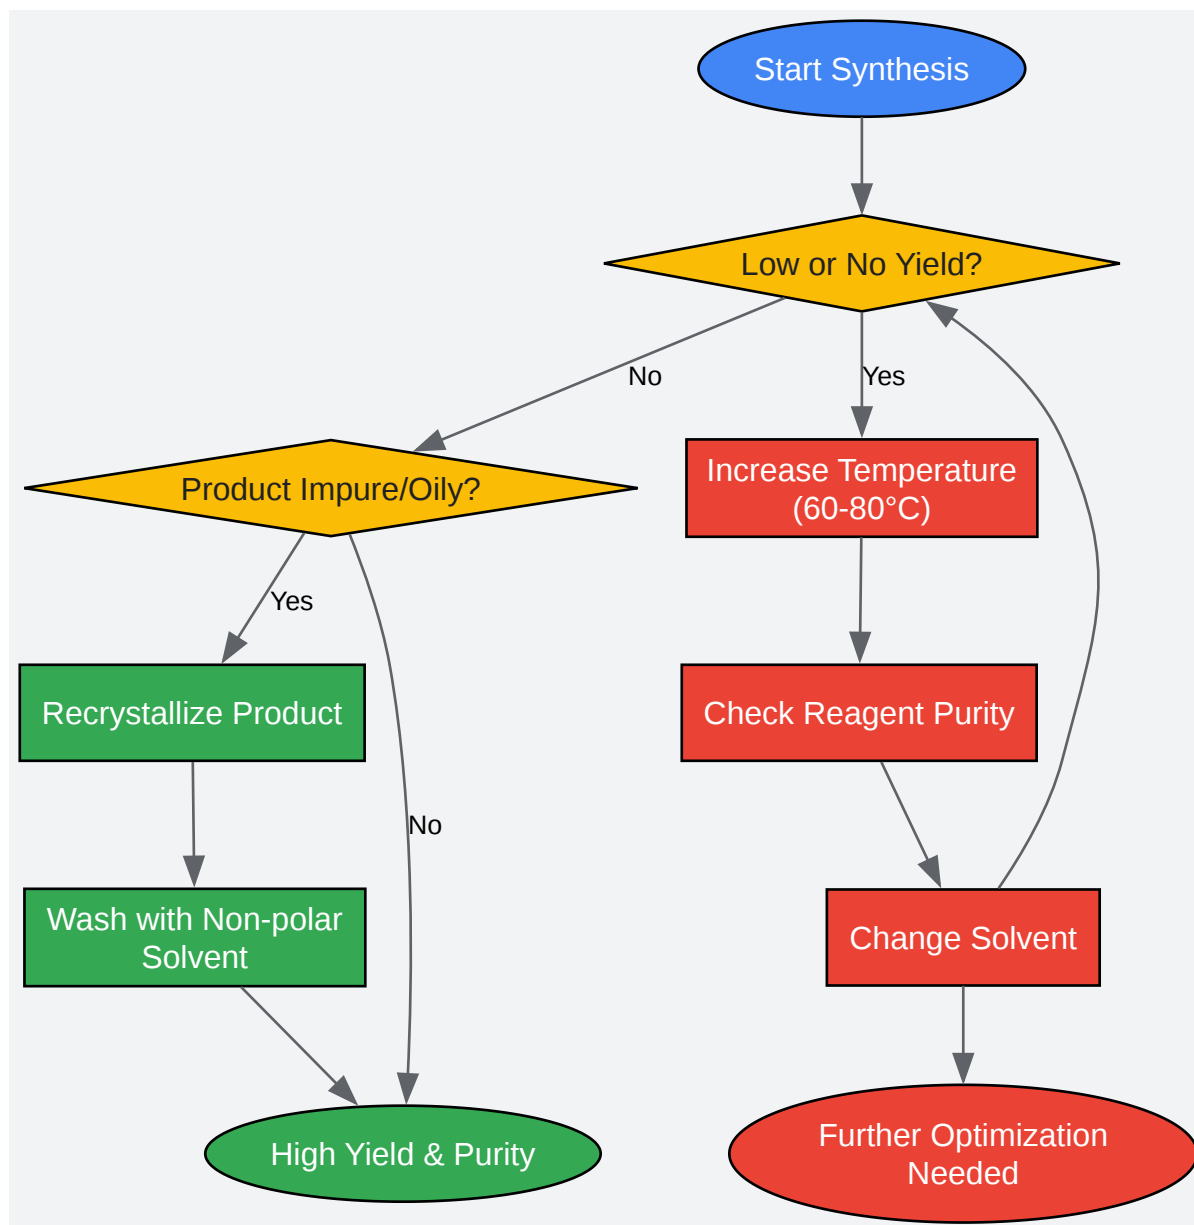 Start Synthesis
Low or No Yield?
No
Yes
Product Impure/Oily?
Increase Temperature
(60-80°C)
Yes
Recrystallize Product
Check Reagent Purity
No
Wash with Non-polar
Solvent
Change Solvent
High Yield & Purity
Further Optimization
Needed